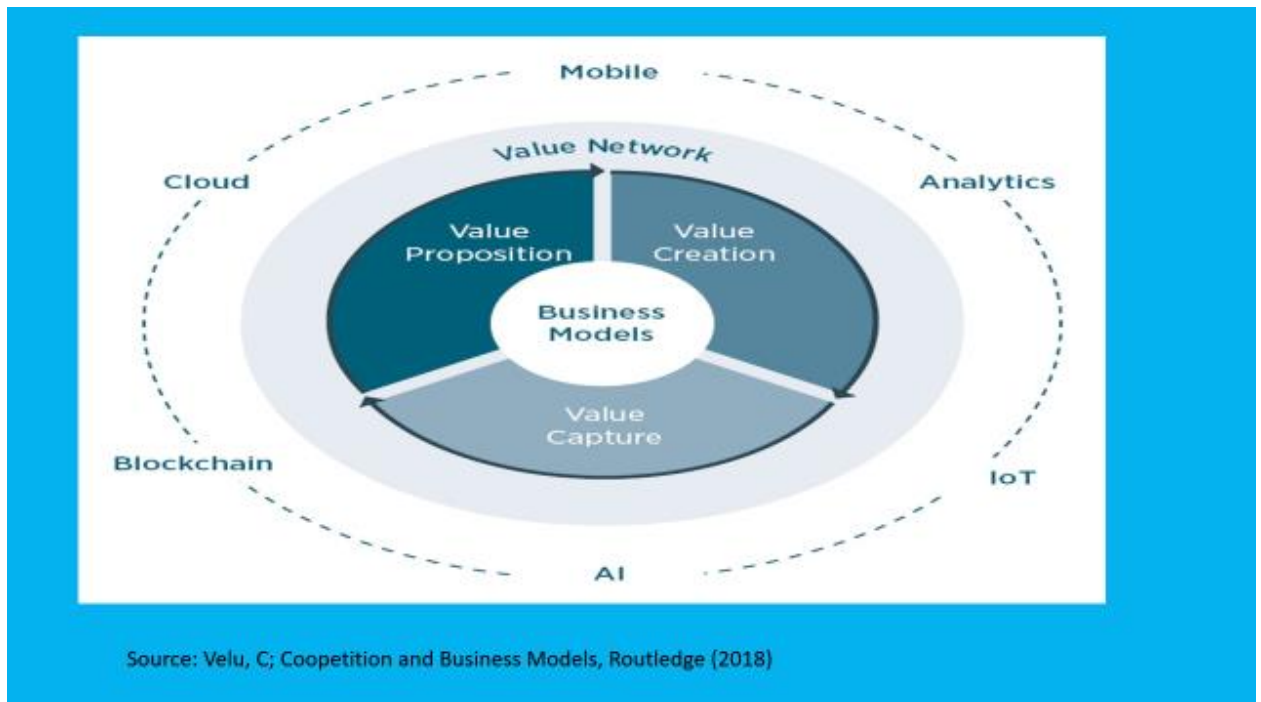 Mobile
Value Network
Cloud
Analytics
Value
Proposition
Value
Creation
Business
Models
Value
Capture
Blockchain
IoT
AI
Source: Velu, C; Coopetition and Business Models, Routledge (2018)